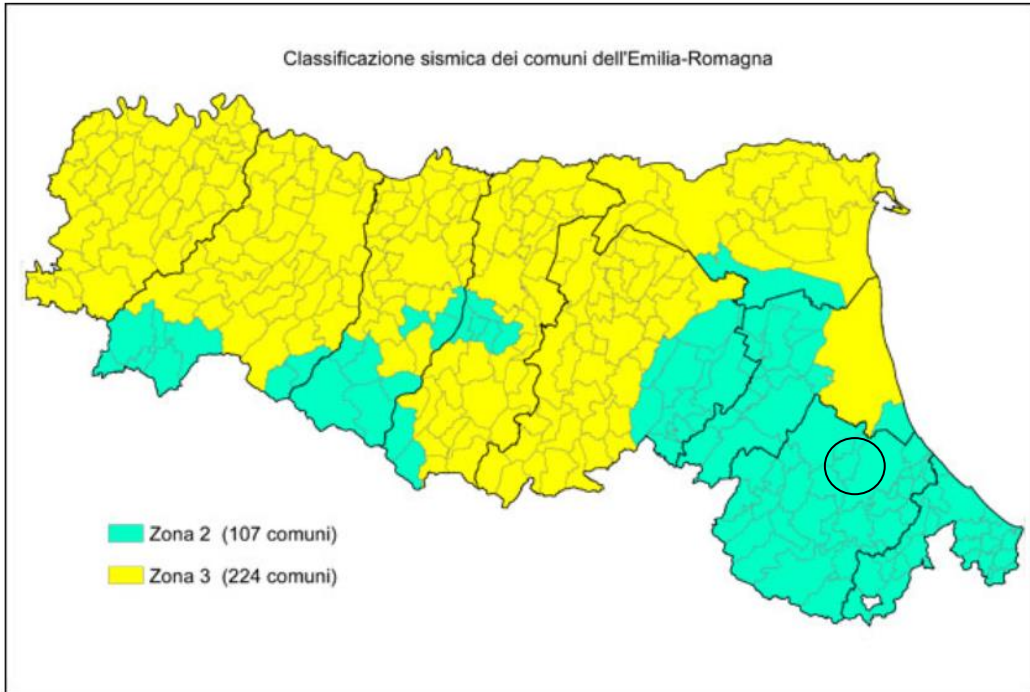 Classificazione sismica dei comuni dell'Emilia-Romagna
Zona 2 (107 comuni)
Zona 3 (224 comuni)